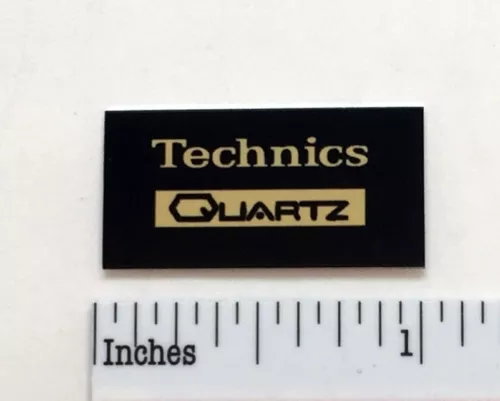 Technics
QUARTZ
Inches 1